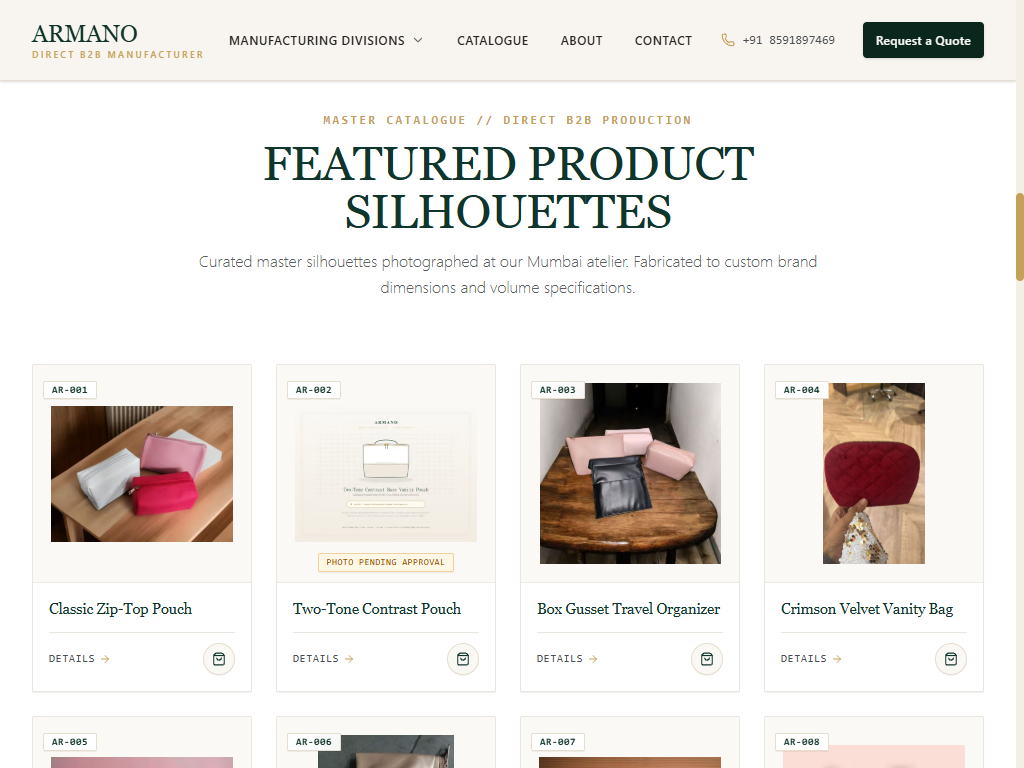 ARMANO
DIRECT B2B MANUFACTURER
MANUFACTURING DIVISIONS
CATALOGUE
ABOUT
CONTACT
+91 8591897469
Request a Quote
MASTER CATALOGUE // DIRECT B2B PRODUCTION
FEATURED PRODUCT
SILHOUETTES
Curated master silhouettes photographed at our Mumbai atelier. Fabricated to custom brand
dimensions and volume specifications.
AR-001
AR-002
AR-003
AR-004
ARMANO
Two-Tone Contrast Base Vanity Pouch
PHOTO PENDING APPROVAL
Classic Zip-Top Pouch
Two-Tone Contrast Pouch
Box Gusset Travel Organizer
Crimson Velvet Vanity Bag
DETAILS →
DETAILS →
DETAILS →
DETAILS →
AR-005
AR-006
AR-007
AR-008